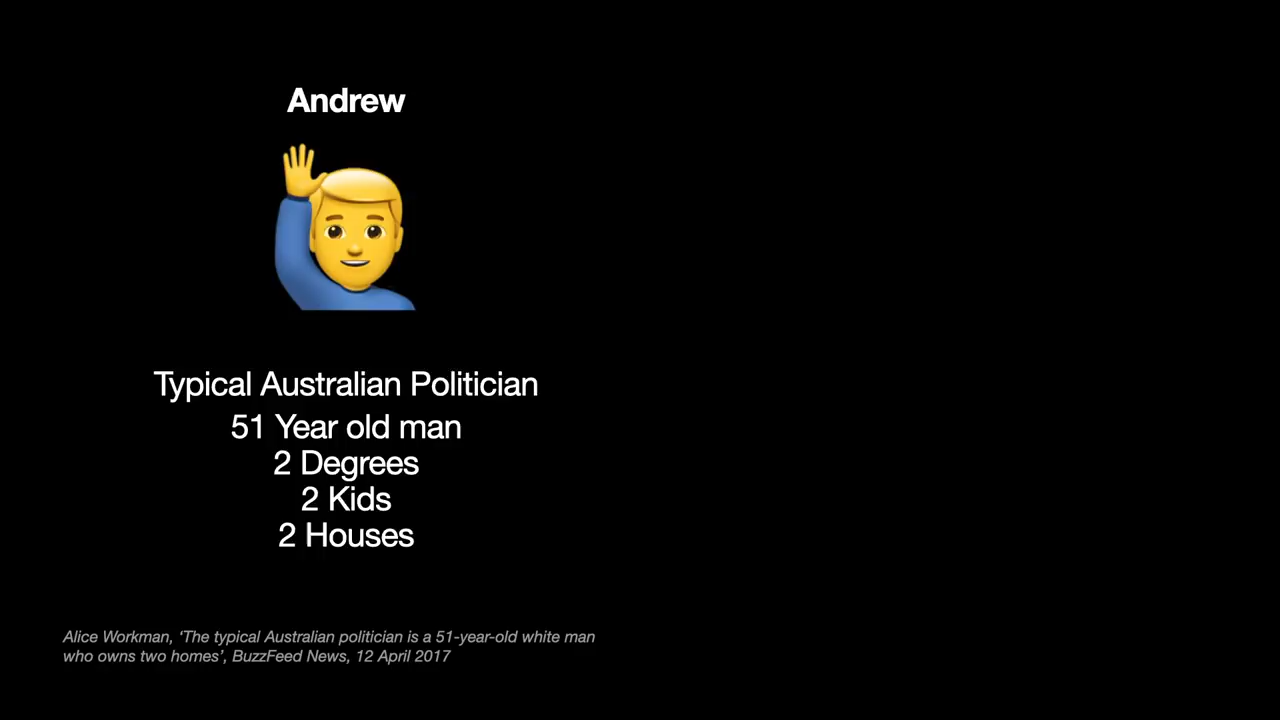 Andrew
Typical Australian Politician
51 Year old man
2 Degrees
2 Kids
2 Houses
Alice Workman, ‘The typical Australian politician is a 51-year-old white man
who owns two homes’, BuzzFeed News, 12 April 2017